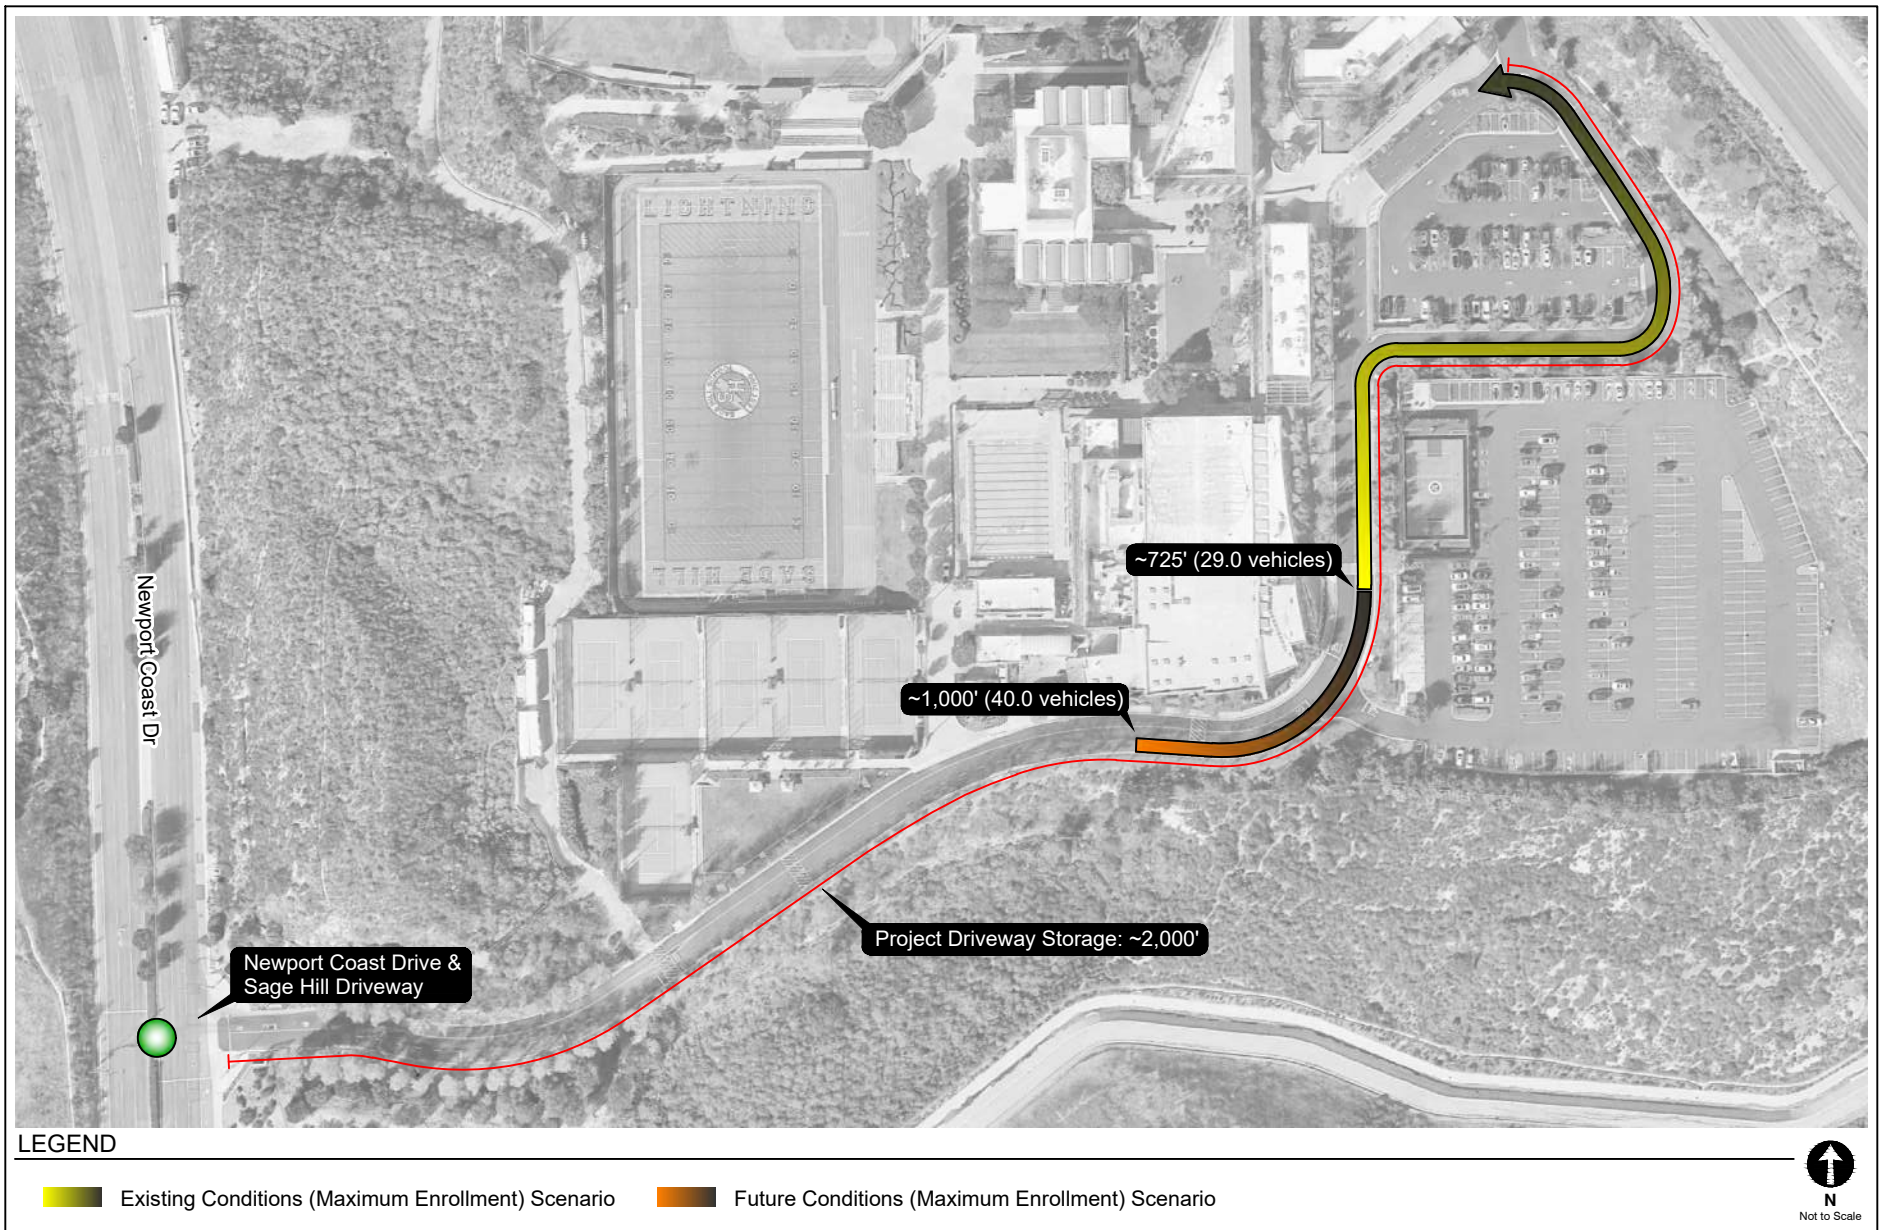 LIGHTNING
SAGE HILL
Newport Coast Dr
~725' (29.0 vehicles)
~1,000' (40.0 vehicles)
Project Driveway Storage: ~2,000'
Newport Coast Drive &
Sage Hill Driveway
LEGEND
Existing Conditions (Maximum Enrollment) Scenario
Future Conditions (Maximum Enrollment) Scenario
N
Not to Scale